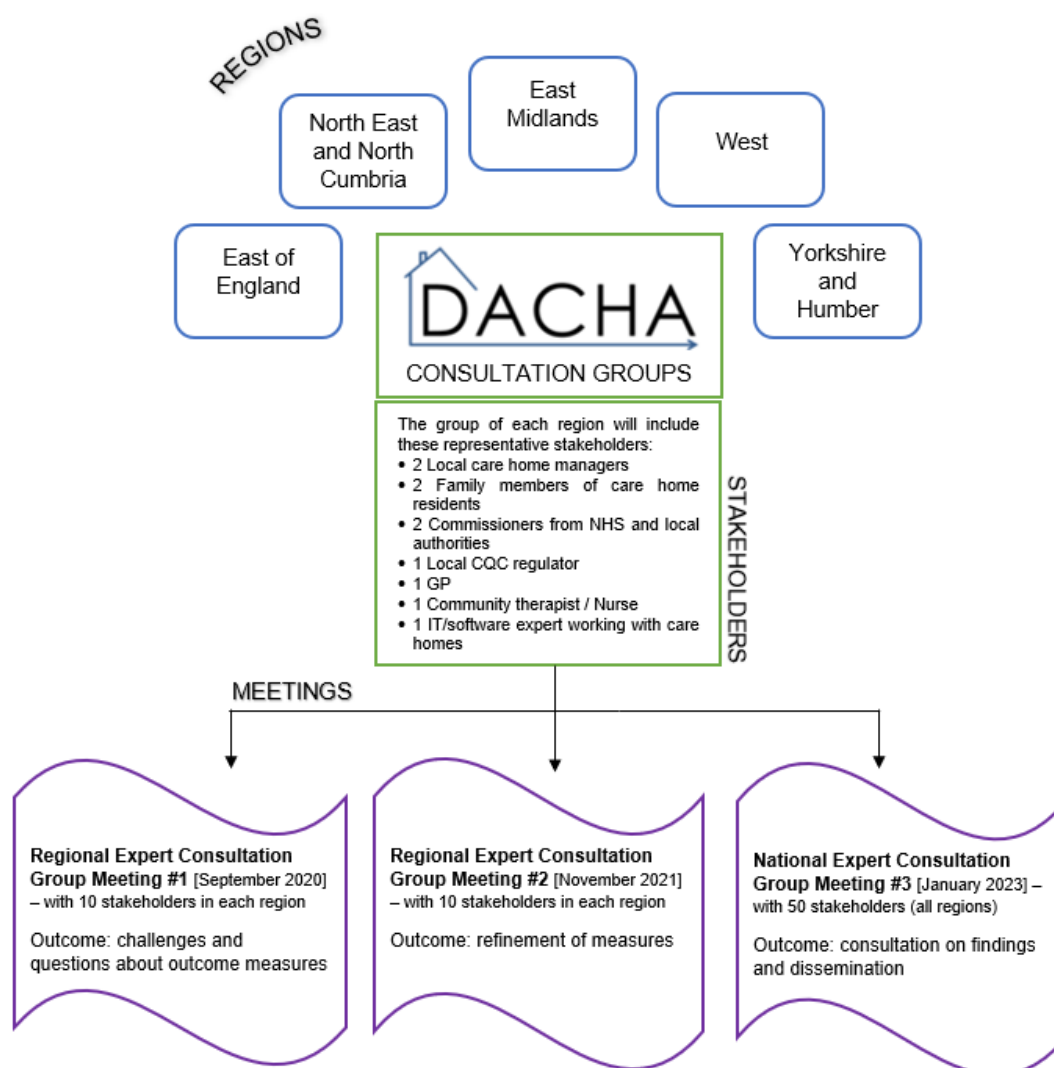 REGIONS
East
Midlands
North East
and North
Cumbria
West
East of
England
Yorkshire
and
Humber
DACHA
CONSULTATION GROUPS
The group of each region will include
these representative stakeholders:
• 2 Local care home managers
• 2 Family members of care home
residents
• 2 Commissioners from NHS and local
authorities
• 1 Local CQC regulator
• 1 GP
• 1 Community therapist / Nurse
• 1 IT/software expert working with care
homes
STAKEHOLDERS
MEETINGS
Regional Expert Consultation
Group Meeting #1 [September 2020]
– with 10 stakeholders in each region
Outcome: challenges and
questions about outcome measures
Regional Expert Consultation
Group Meeting #2 [November 2021]
– with 10 stakeholders in each region
Outcome: refinement of measures
National Expert Consultation
Group Meeting #3 [January 2023] –
with 50 stakeholders (all regions)
Outcome: consultation on findings
and dissemination